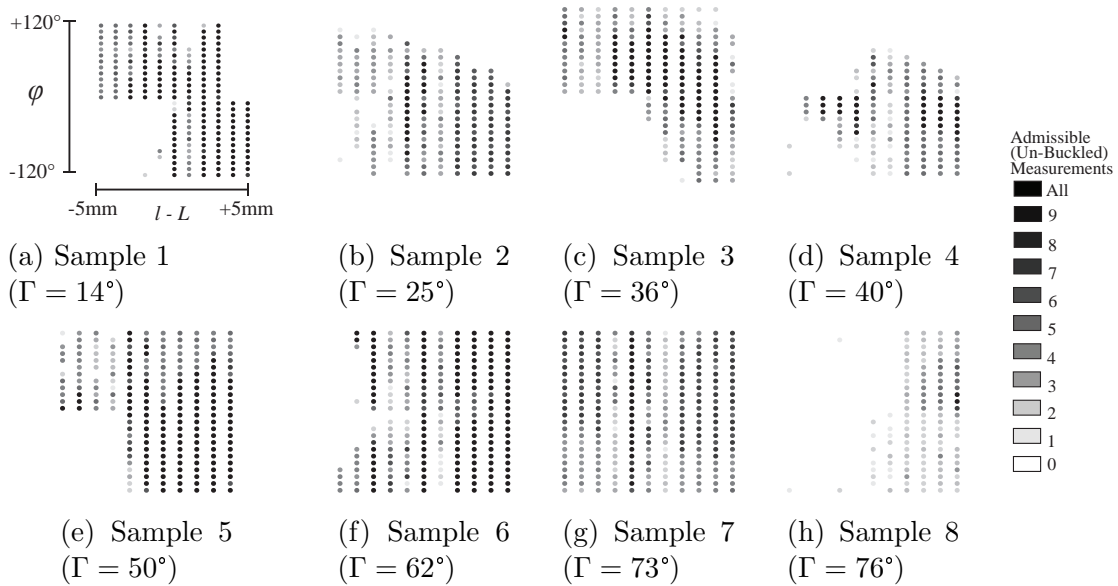 +120°
φ
-120°
-5mm
l - L
+5mm
(a) Sample 1
(Γ = 14°)
(b) Sample 2
(Γ = 25°)
(c) Sample 3
(Γ = 36°)
(d) Sample 4
(Γ = 40°)
Admissible
(Un-Buckled)
Measurements
All
9
8
7
6
5
4
3
2
1
0
(e) Sample 5
(Γ = 50°)
(f) Sample 6
(Γ = 62°)
(g) Sample 7
(Γ = 73°)
(h) Sample 8
(Γ = 76°)